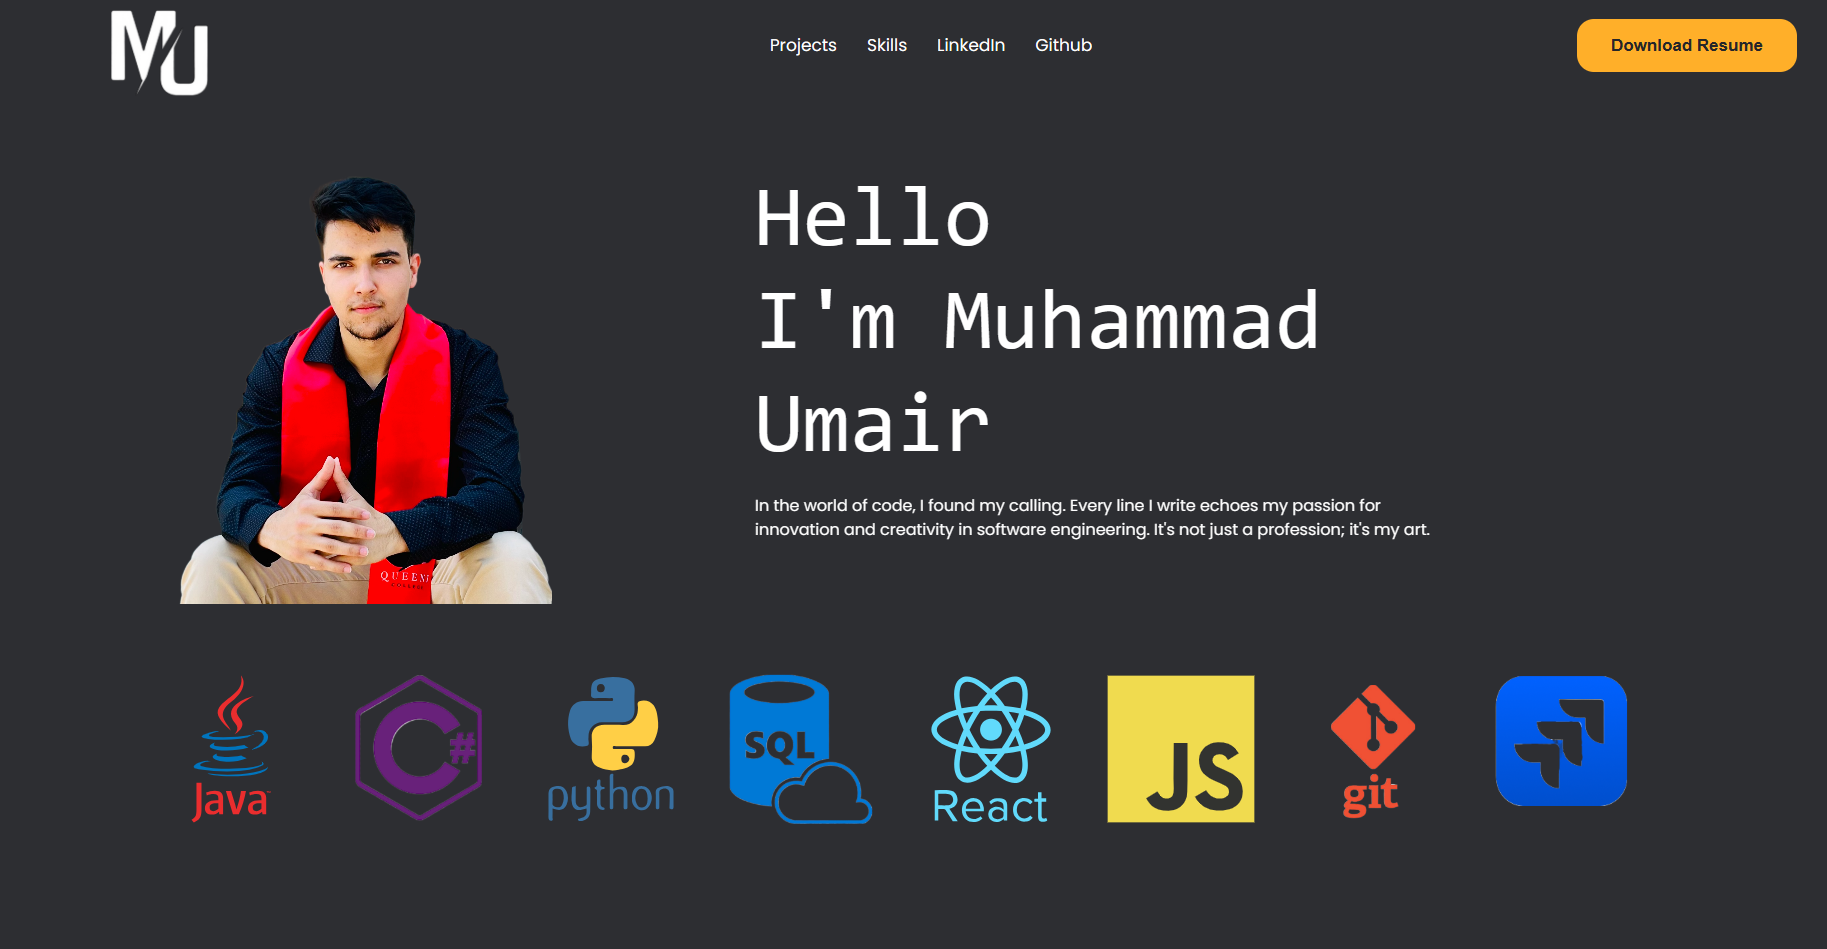 MU
Projects Skills LinkedIn Github
Download Resume
Hello
I'm Muhammad
Umair
In the world of code, I found my calling. Every line I write echoes my passion for
innovation and creativity in software engineering. It's not just a profession; it's my art.
Java
C#
python
SQL
React
JS
git